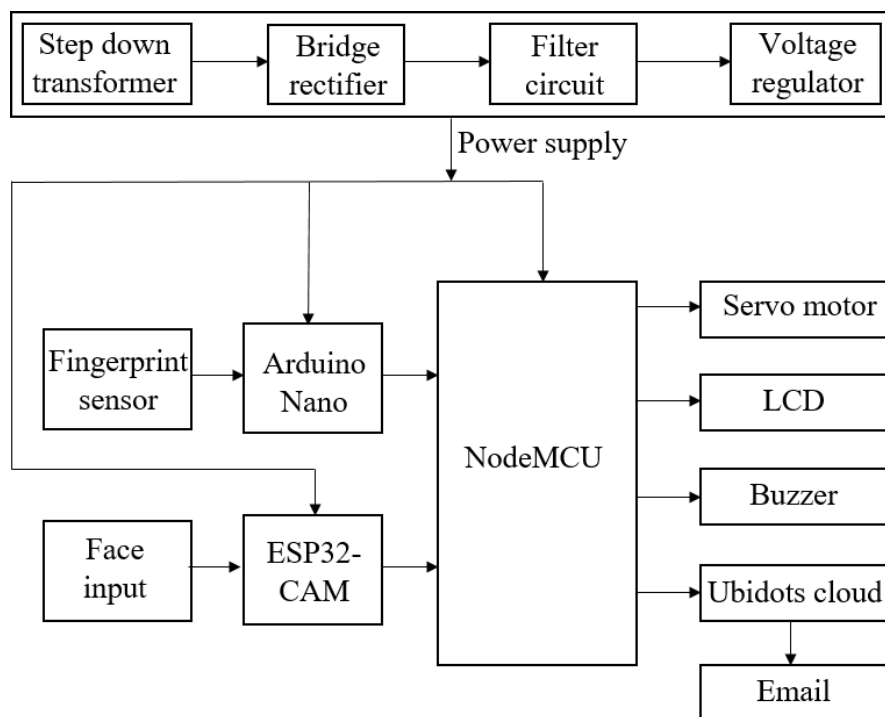 Step down
transformer
Bridge
rectifier
Filter
circuit
Voltage
regulator
Power supply
Fingerprint
sensor
Arduino
Nano
NodeMCU
Servo motor
LCD
Buzzer
Face
input
ESP32-
CAM
Ubidots cloud
Email